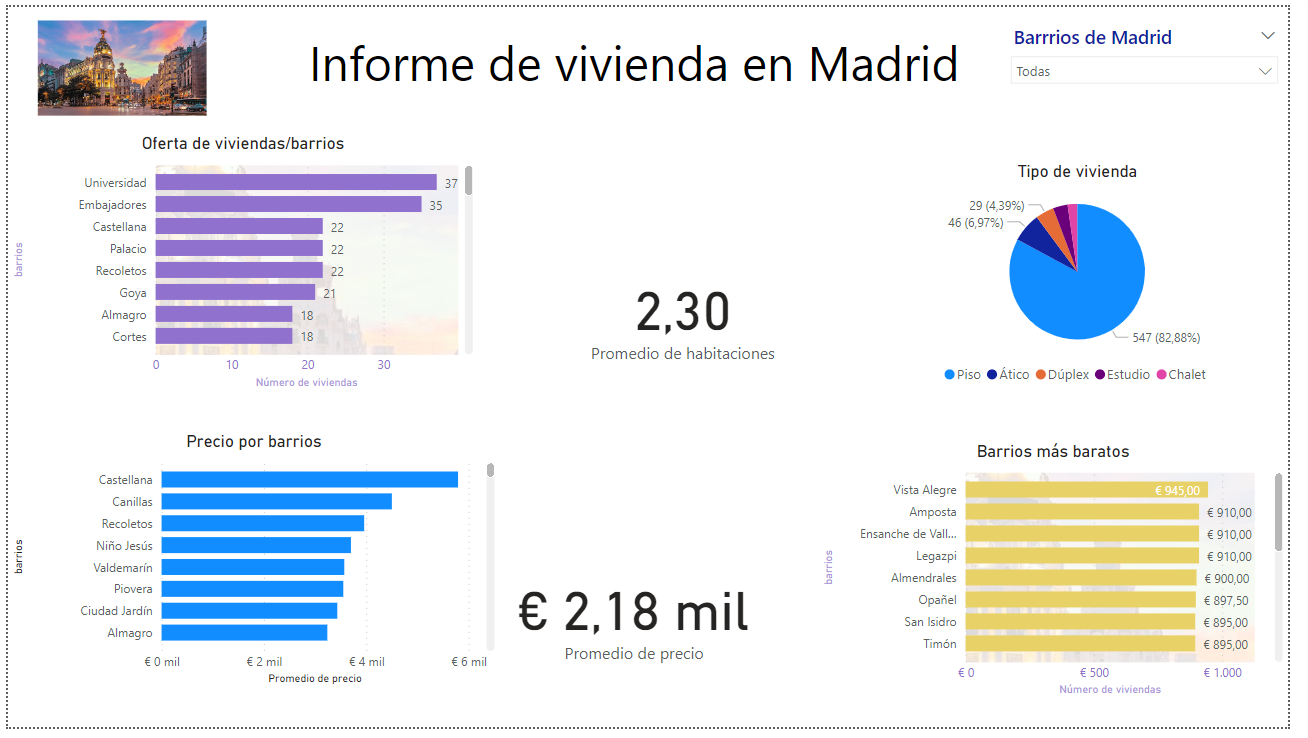 Informe de vivienda en Madrid
Barrrios de Madrid
Todas
Oferta de viviendas/barrios
barrios
Universidad 37
Embajadores 35
Castellana 22
Palacio 22
Recoletos 22
Goya 21
Almagro 18
Cortes 18
0 10 20 30
Número de viviendas
2,30
Promedio de habitaciones
Tipo de vivienda
29 (4,39%)
46 (6,97%)
547 (82,88%)
Piso Ático Dúplex Estudio Chalet
Precio por barrios
barrios
Castellana
Canillas
Recoletos
Niño Jesús
Valdemarín
Piovera
Ciudad Jardín
Almagro
€ 0 mil € 2 mil € 4 mil € 6 mil
Promedio de precio
€ 2,18 mil
Promedio de precio
Barrios más baratos
barrios
Vista Alegre € 945,00
Amposta € 910,00
Ensanche de Vall... € 910,00
Legazpi € 910,00
Almendrales € 900,00
Opañel € 897,50
San Isidro € 895,00
Timón € 895,00
€ 0 € 500 € 1.000
Número de viviendas